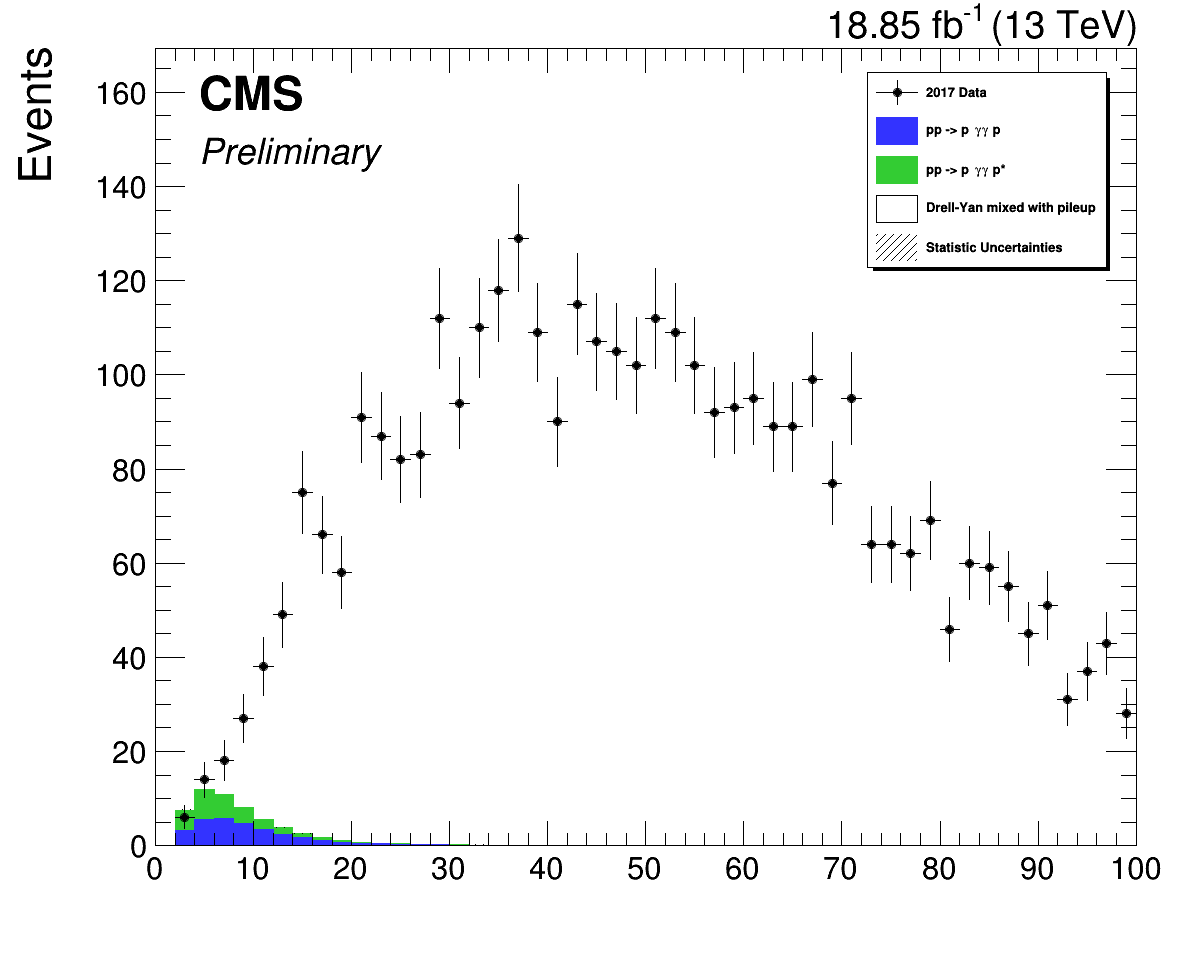 18.85 fb⁻¹ (13 TeV)
Events
CMS
Preliminary
2017 Data
pp -> p γγ p
pp -> p γγ p*
Drell-Yan mixed with pileup
Statistic Uncertainties
160
140
120
100
80
60
40
20
0
0 10 20 30 40 50 60 70 80 90 100